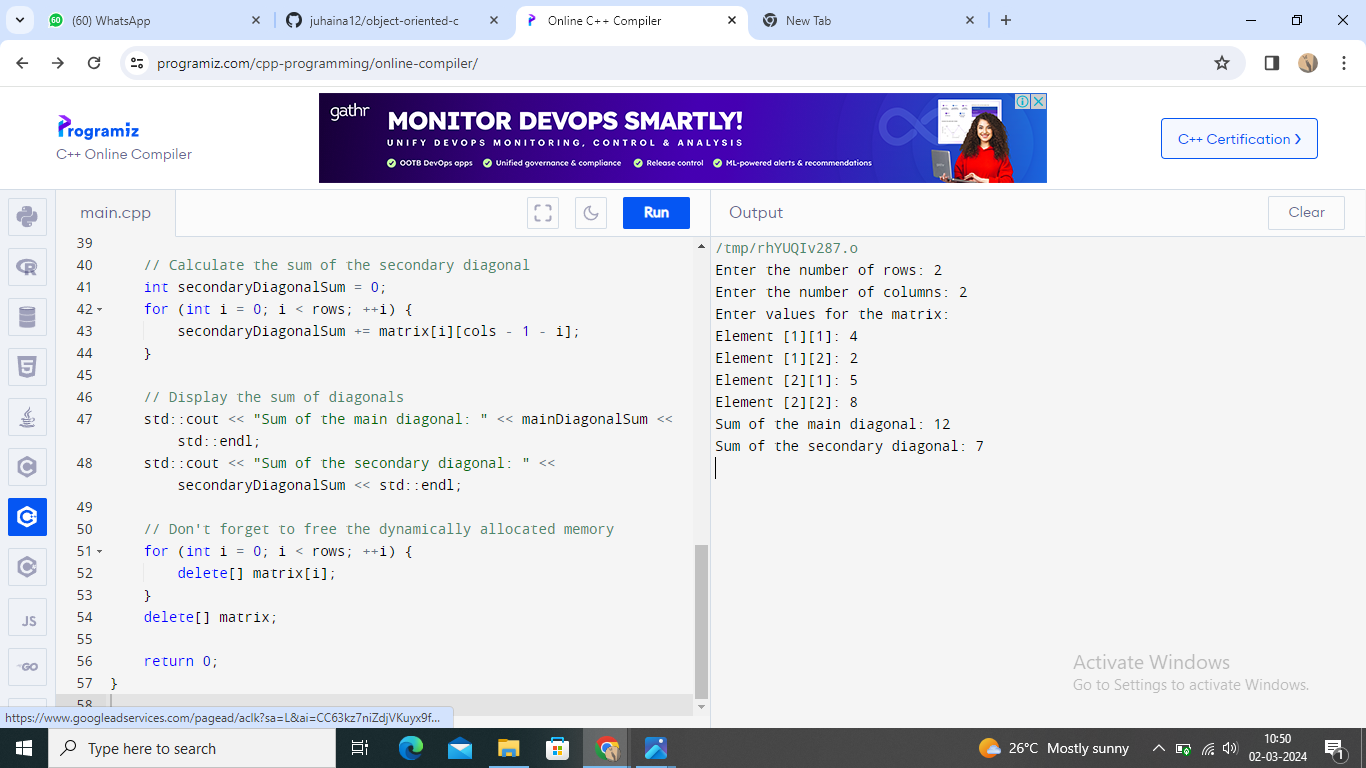 (60) WhatsApp
juhaina12/object-oriented-c
Online C++ Compiler
New Tab
programiz.com/cpp-programming/online-compiler/
Programiz
C++ Online Compiler
gathr
MONITOR DEVOPS SMARTLY!
UNIFY DEVOPS MONITORING, CONTROL & ANALYSIS
OOTB DevOps apps
Unified governance & compliance
Release control
ML-powered alerts & recommendations
C++ Certification
main.cpp
Run
39
40 // Calculate the sum of the secondary diagonal
41 int secondaryDiagonalSum = 0;
42 for (int i = 0; i < rows; ++i) {
43 secondaryDiagonalSum += matrix[i][cols - 1 - i];
44 }
45
46 // Display the sum of diagonals
47 std::cout << "Sum of the main diagonal: " << mainDiagonalSum <<
std::endl;
48 std::cout << "Sum of the secondary diagonal: " <<
secondaryDiagonalSum << std::endl;
49
50 // Don't forget to free the dynamically allocated memory
51 for (int i = 0; i < rows; ++i) {
52 delete[] matrix[i];
53 }
54 delete[] matrix;
55
56 return 0;
57 }
58
Output
Clear
/tmp/rhYUQIv287.o
Enter the number of rows: 2
Enter the number of columns: 2
Enter values for the matrix:
Element [1][1]: 4
Element [1][2]: 2
Element [2][1]: 5
Element [2][2]: 8
Sum of the main diagonal: 12
Sum of the secondary diagonal: 7
Activate Windows
Go to Settings to activate Windows.
JS
GO
https://www.googleadservices.com/pagead/aclk?sa=L&ai=CC63kz7niZdjVKuyx9f...
Type here to search
26°C Mostly sunny
10:50
02-03-2024
1